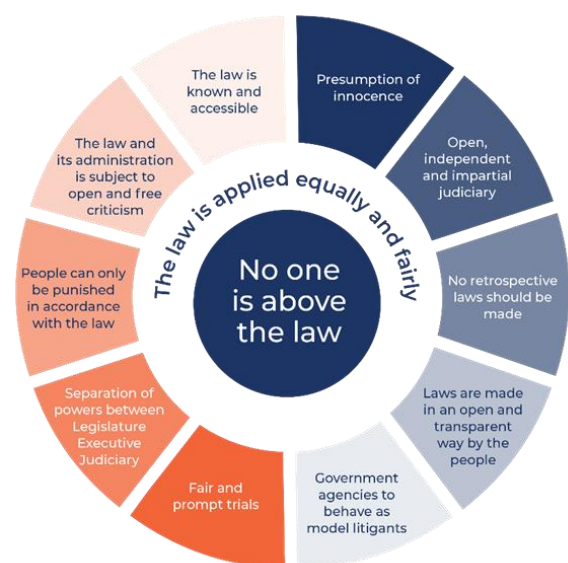 No one
is above
the law
The law is applied equally and fairly
Presumption of
innocence
Open,
independent
and impartial
judiciary
No retrospective
laws should be
made
Laws are made
in an open and
transparent
way by the
people
Government
agencies to
behave as
model litigants
Fair and
prompt trials
Separation of
powers between
Legislature
Executive
Judiciary
People can only
be punished
in accordance
with the law
The law and
its administration
is subject to
open and free
criticism
The law is
known and
accessible